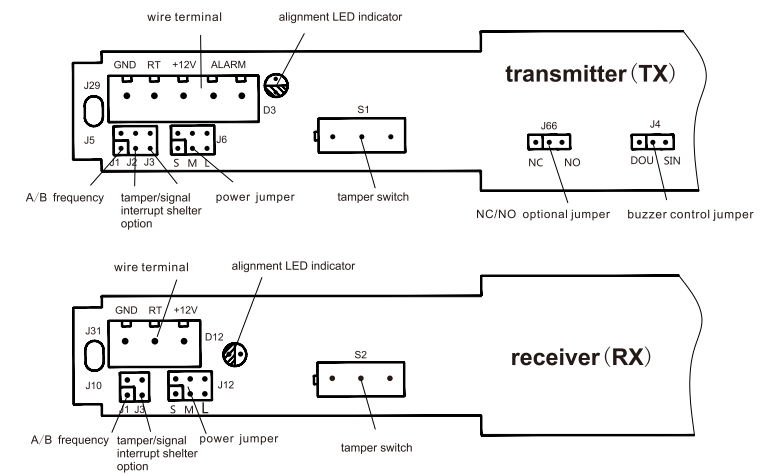 wire terminal
alignment LED indicator
GND RT +12V ALARM
transmitter(TX)
J29
D3
S1
J66
J4
J5
J6
J1 J2 J3
S M L
NC NO
DOU SIN
A/B frequency
tamper/signal
interrupt shelter
option
power jumper
tamper switch
NC/NO optional jumper
buzzer control jumper
wire terminal
alignment LED indicator
GND RT +12V
J31
D12
S2
receiver(RX)
J10
J12
J1 J3
S M L
A/B frequency
tamper/signal
interrupt shelter
option
power jumper
tamper switch